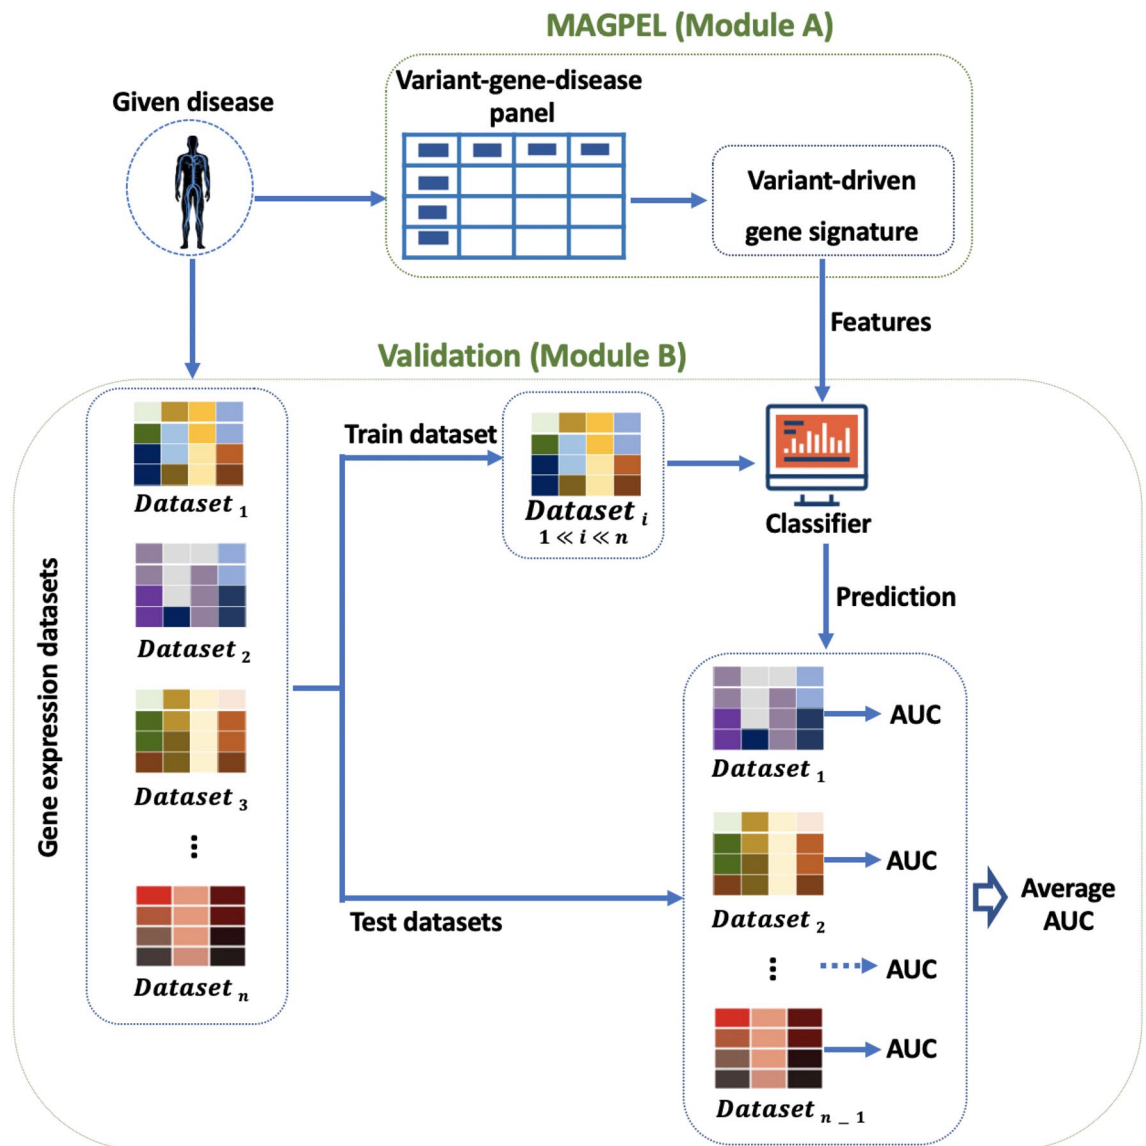 MAGPEL (Module A)
Given disease
Variant-gene-disease
panel
Variant-driven
gene signature
Features
Validation (Module B)
Gene expression datasets
Dataset 1
Dataset 2
Dataset 3
⋮
Dataset n
Train dataset
Dataset i
1 ≪ i ≪ n
Classifier
Prediction
Test datasets
Dataset 1
AUC
Dataset 2
AUC
⋮
AUC
Dataset n _ 1
AUC
Average
AUC